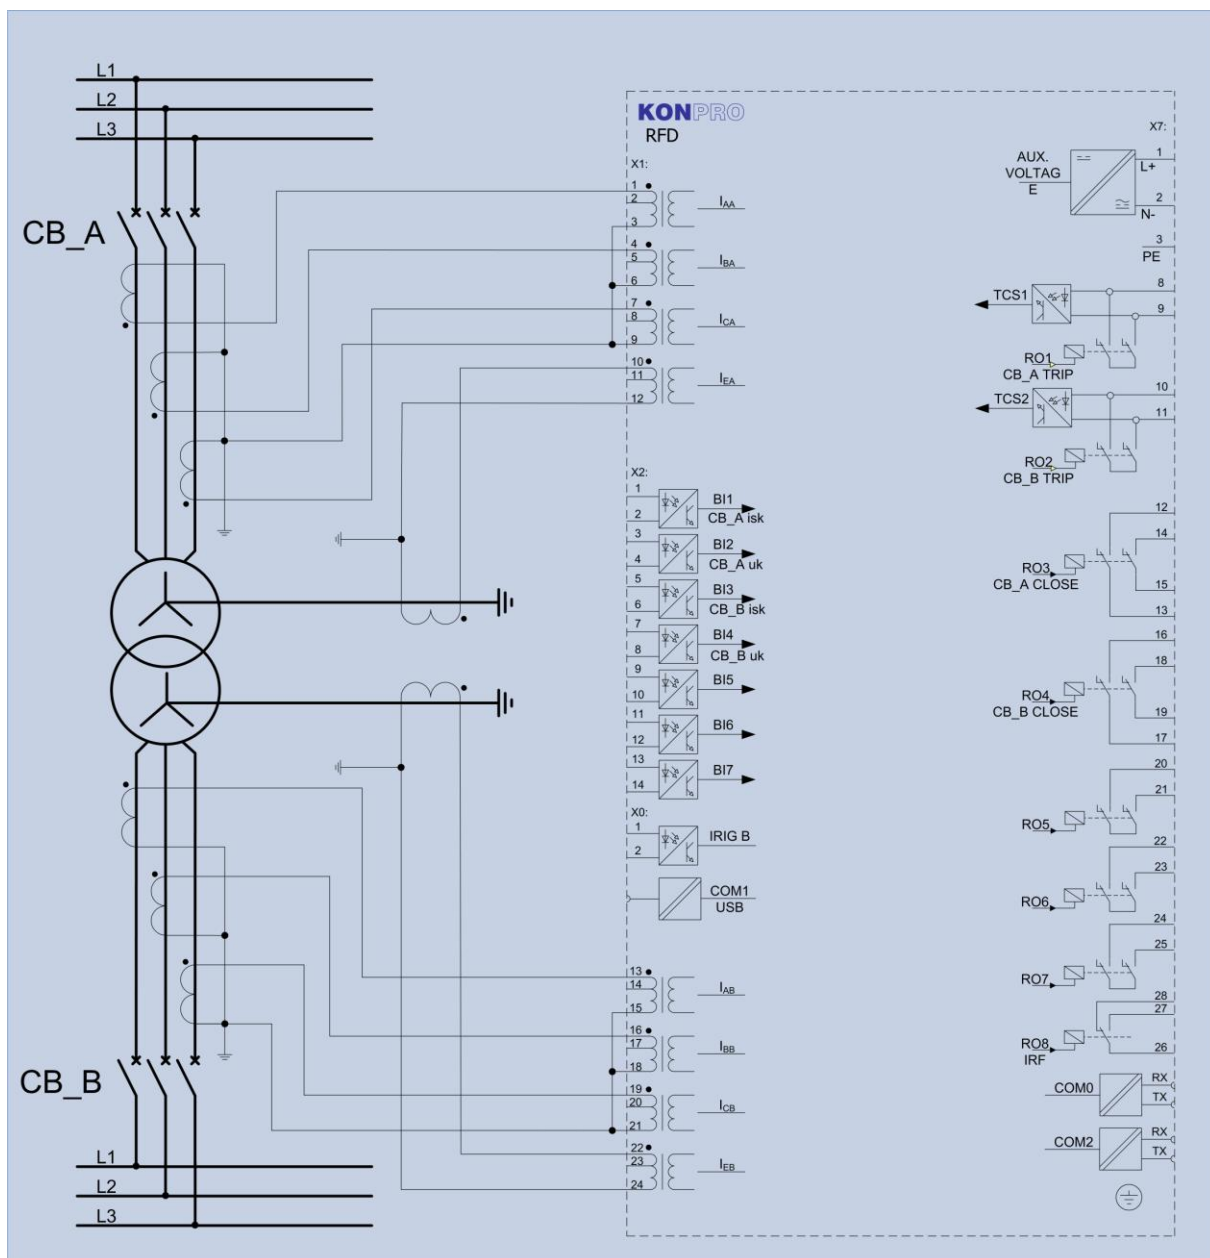 L1
L2
L3
CB_A
CB_B
L1
L2
L3
KONPRO
RFD
X1:
1
2
3
IAA
4
5
6
IBA
7
8
9
ICA
10
11
12
IEA
X2:
1
2
BI1
CB_A isk
3
4
BI2
CB_A uk
5
6
BI3
CB_B isk
7
8
BI4
CB_B uk
9
10
BI5
11
12
BI6
13
14
BI7
X0:
1
2
IRIG B
COM1
USB
13
14
15
IAB
16
17
18
IBB
19
20
21
ICB
22
23
24
IEB
X7:
AUX.
VOLTAG
E
1
L+
2
N-
3
PE
TCS1
8
9
RO1
CB_A TRIP
TCS2
10
11
RO2
CB_B TRIP
12
14
RO3
CB_A CLOSE
15
13
16
18
RO4
CB_B CLOSE
19
17
20
21
RO5
22
23
RO6
24
25
RO7
28
27
RO8
IRF
26
COM0
RX
TX
COM2
RX
TX